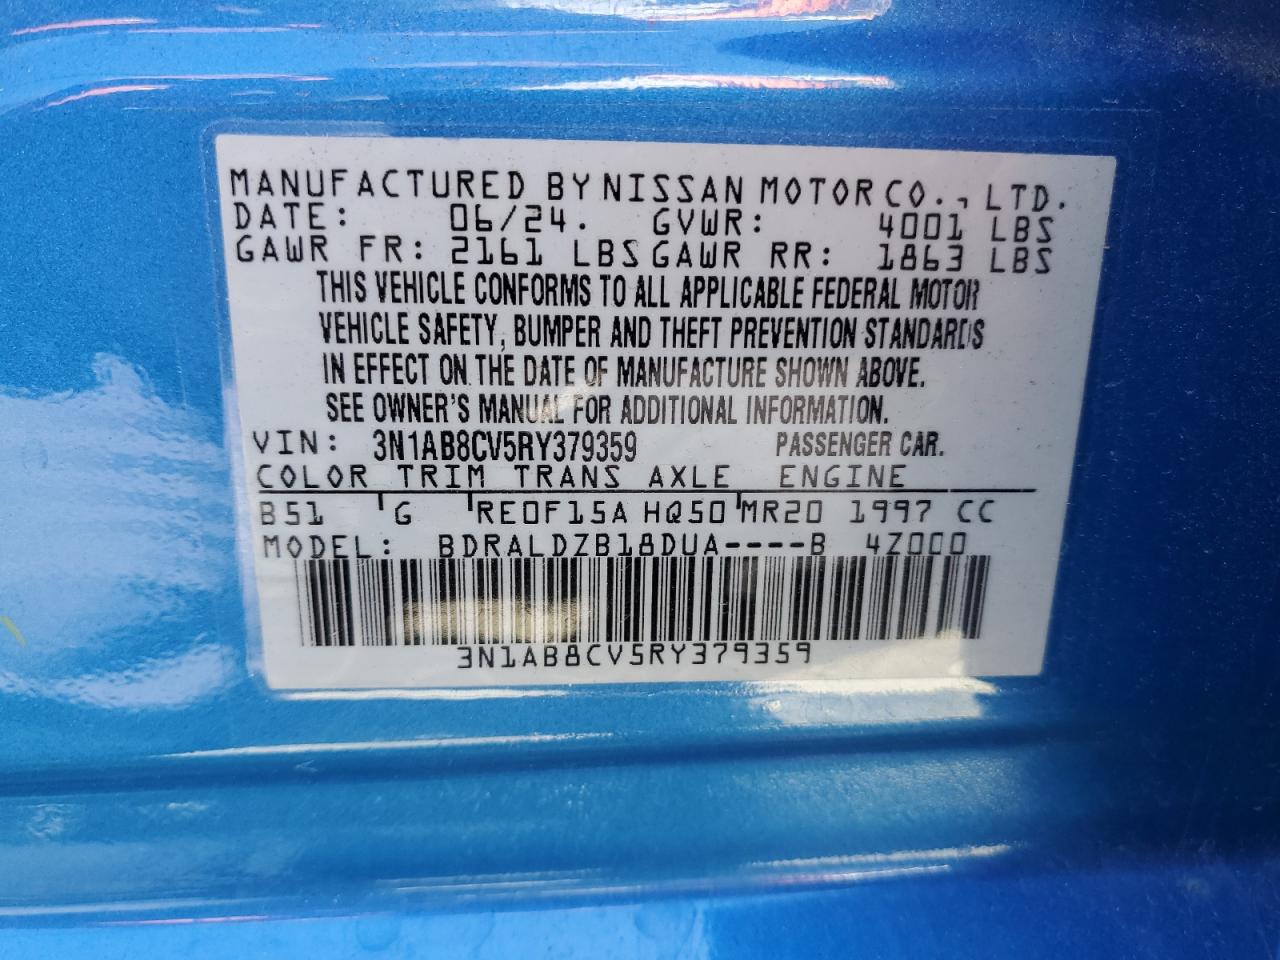 MANUFACTURED BY NISSAN MOTOR CO., LTD.
DATE: 06/24. GVWR: 4001 LBS
GAWR FR: 2161 LBS GAWR RR: 1863 LBS
THIS VEHICLE CONFORMS TO ALL APPLICABLE FEDERAL MOTOR
VEHICLE SAFETY, BUMPER AND THEFT PREVENTION STANDARDS
IN EFFECT ON THE DATE OF MANUFACTURE SHOWN ABOVE.
SEE OWNER'S MANUAL FOR ADDITIONAL INFORMATION.
VIN: 3N1AB8CV5RY379359 PASSENGER CAR.
COLOR TRIM TRANS AXLE ENGINE
B51 G RE0F15A HQ50 MR20 1997 CC
MODEL: BDRALDZB18DUA----B 4Z000
3N1AB8CV5RY379359